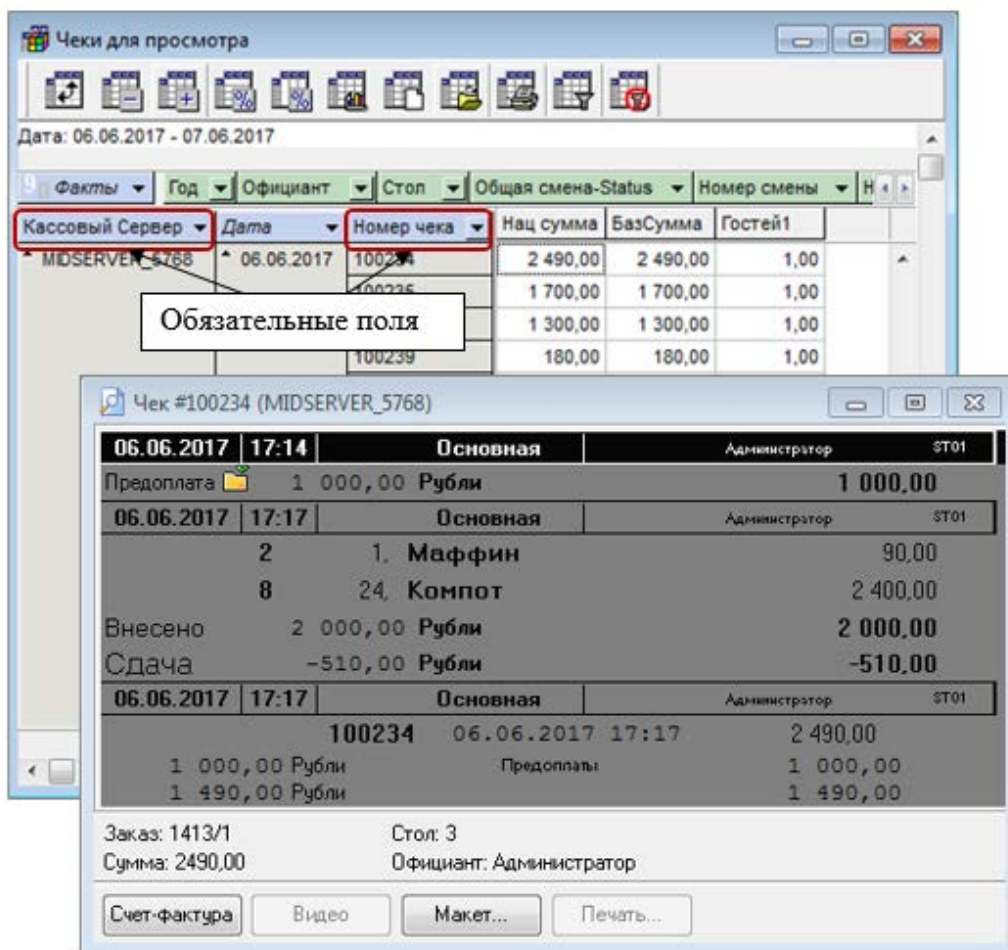 Чеки для просмотра
Дата: 06.06.2017 - 07.06.2017
Факты Год Официант Стол Общая смена-Status Номер смены Н
Кассовый Сервер Дата Номер чека Нац сумма БазСумма Гостей1
MIDSERVER_5768 06.06.2017 100234 2 490,00 2 490,00 1,00
100235 1 700,00 1 700,00 1,00
Обязательные поля
1 300,00 1 300,00 1,00
100239 180,00 180,00 1,00
Чек #100234 (MIDSERVER_5768)
06.06.2017 17:14 Основная Администратор ST01
Предоплата 1 000,00 Рубли 1 000,00
06.06.2017 17:17 Основная Администратор ST01
2 1, Маффин 90,00
8 24, Компот 2 400,00
Внесено 2 000,00 Рубли 2 000,00
Сдача -510,00 Рубли -510,00
06.06.2017 17:17 Основная Администратор ST01
100234 06.06.2017 17:17 2 490,00
1 000,00 Рубли Предоплаты 1 000,00
1 490,00 Рубли 1 490,00
Заказ: 1413/1 Стол: 3
Сумма: 2490,00 Официант: Администратор
Счет-фактура Видео Макет... Печать...